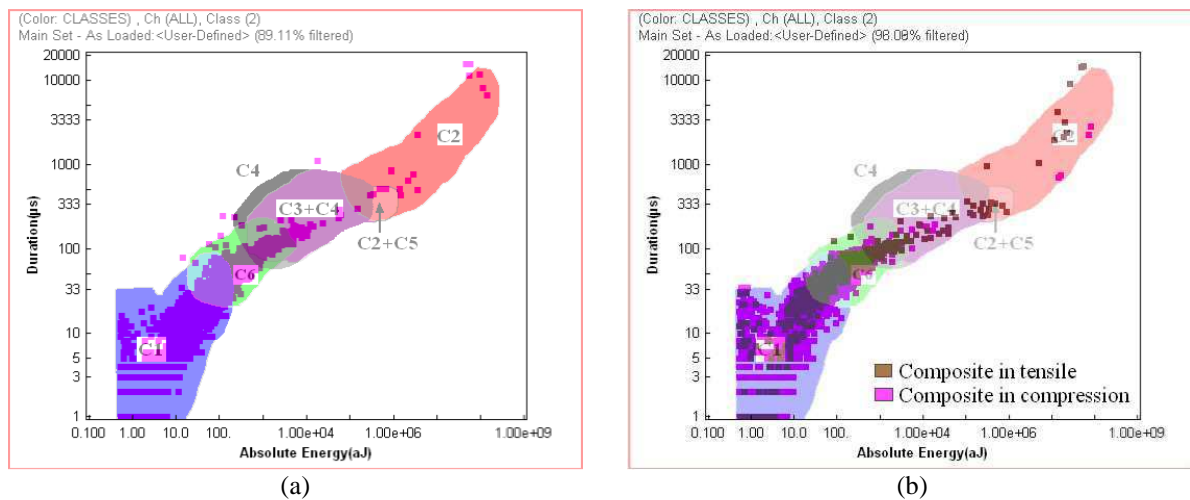 (Color: CLASSES) , Ch (ALL), Class (2)
Main Set - As Loaded:<User-Defined> (89.11% filtered)
20000
10000
3333
1000
333
100
33
10
5
3
1
Duration(µs)
C4
C2
C3+C4
C2+C5
C6
C1
0.100
1.00
10.0
100.
1.00e+04
1.00e+06
1.00e+09
Absolute Energy(aJ)
(a)
(Color: CLASSES) , Ch (ALL), Class (2)
Main Set - As Loaded:<User-Defined> (98.08% filtered)
20000
10000
3333
1000
333
100
33
10
5
3
1
Duration(µs)
C4
C2
C3+C4
C2+C5
C6
C1
Composite in tensile
Composite in compression
0.100
1.00
10.0
100.
1.00e+04
1.00e+06
1.00e+09
Absolute Energy(aJ)
(b)